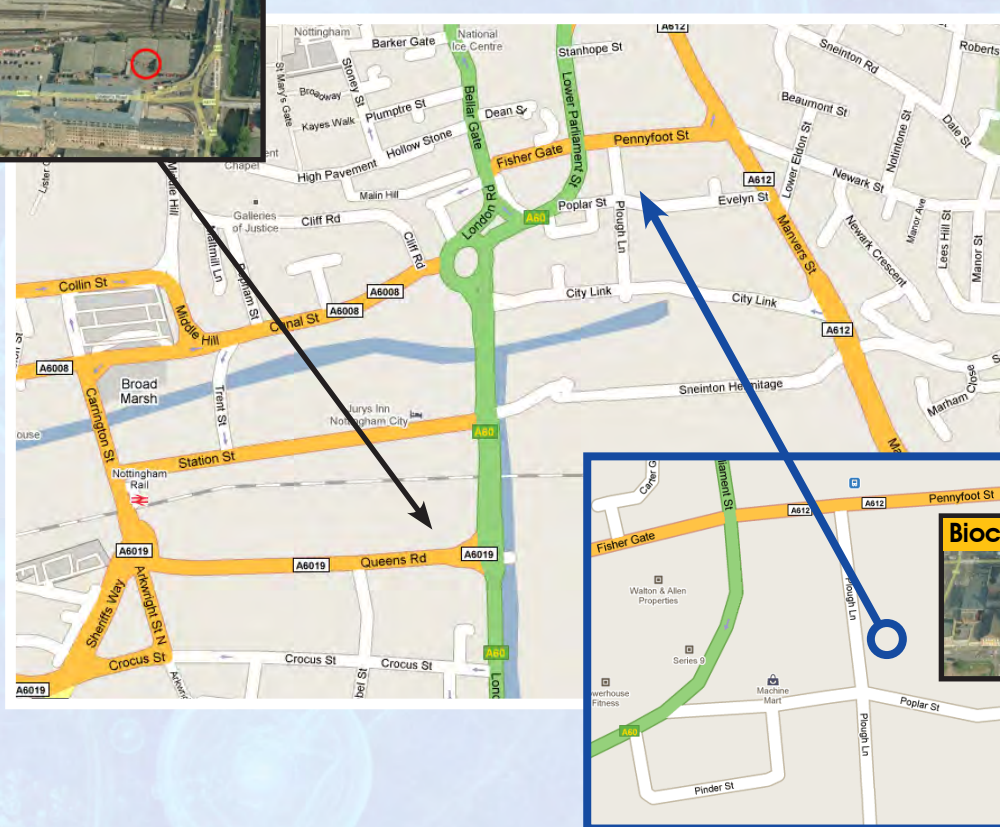 A612
Nottingham
National
Ice Centre
Barker Gate
Stanhope St
Sneinton Rd
Roberts
St Mary's Gate
Stoney St
Broadway
Plumptre St
Kayes Walk
Dean St
Bellar Gate
Lower Parliament St
Beaumont St
Dale St
Hollow Stone
Fisher Gate
Pennyfoot St
Lower Eldon St
Notintone St
Chapel
High Pavement
Malin Hill
A612
Newark St
Middle Hill
Galleries
of Justice
Cliff Rd
London Rd
A60
Poplar St
Plough Ln
Evelyn St
Manvers St
Newark Crescent
Manor Ave
Lees Hill St
Manor St
Cliff Rd
Collin St
A6008
City Link
City Link
Middle Hill
Canal St
A6008
A612
A6008
Broad
Marsh
Trent St
Sneinton Hermitage
Marham Close
Carrington St
Jurys Inn
Nottingham City
A60
Station St
Nottingham
Rail
A6019
A6019
Queens Rd
A6019
Sheriffs Way
Arkwright St N
Crocus St
Crocus St
Crocus St
A60
A6019
Carter G
liament St
A612
A612
Pennyfoot St
Fisher Gate
Bioc
Walton & Allen
Properties
Plough Ln
Series 9
werhouse
Fitness
Machine
Mart
Poplar St
A60
Plough Ln
Pinder St